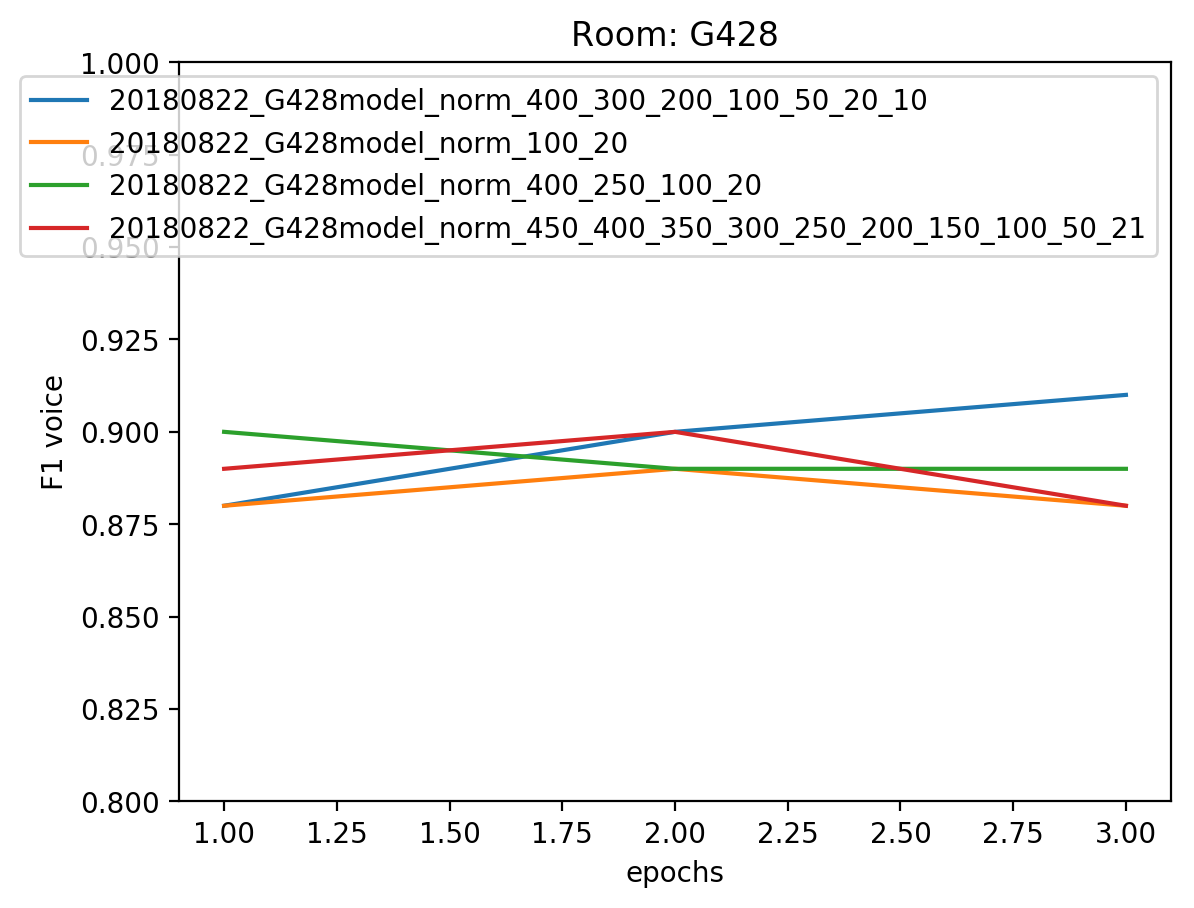 Room: G428
1.000
20180822_G428model_norm_400_300_200_100_50_20_10
20180822_G428model_norm_100_20
0.975
20180822_G428model_norm_400_250_100_20
20180822_G428model_norm_450_400_350_300_250_200_150_100_50_21
0.950
0.925
0.900
F1 voice
0.875
0.850
0.825
0.800
1.00 1.25 1.50 1.75 2.00 2.25 2.50 2.75 3.00
epochs